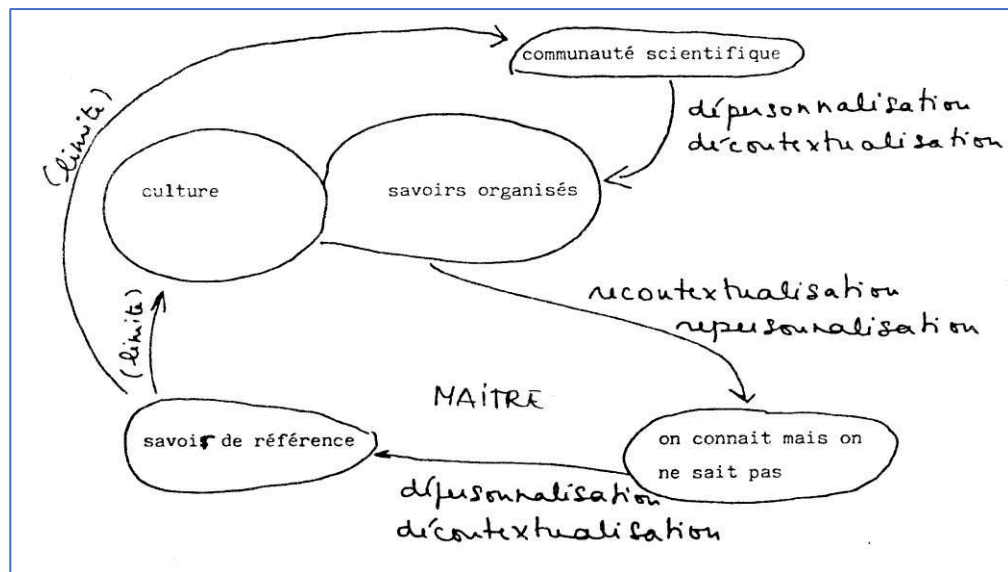 communauté scientifique
dépersonnalisation
décontextualisation
(limite)
culture
savoirs organisés
recontextualisation
repersonnalisation
(limite)
MAITRE
savoir de référence
on connait mais on
ne sait pas
dépersonnalisation
décontextualisation